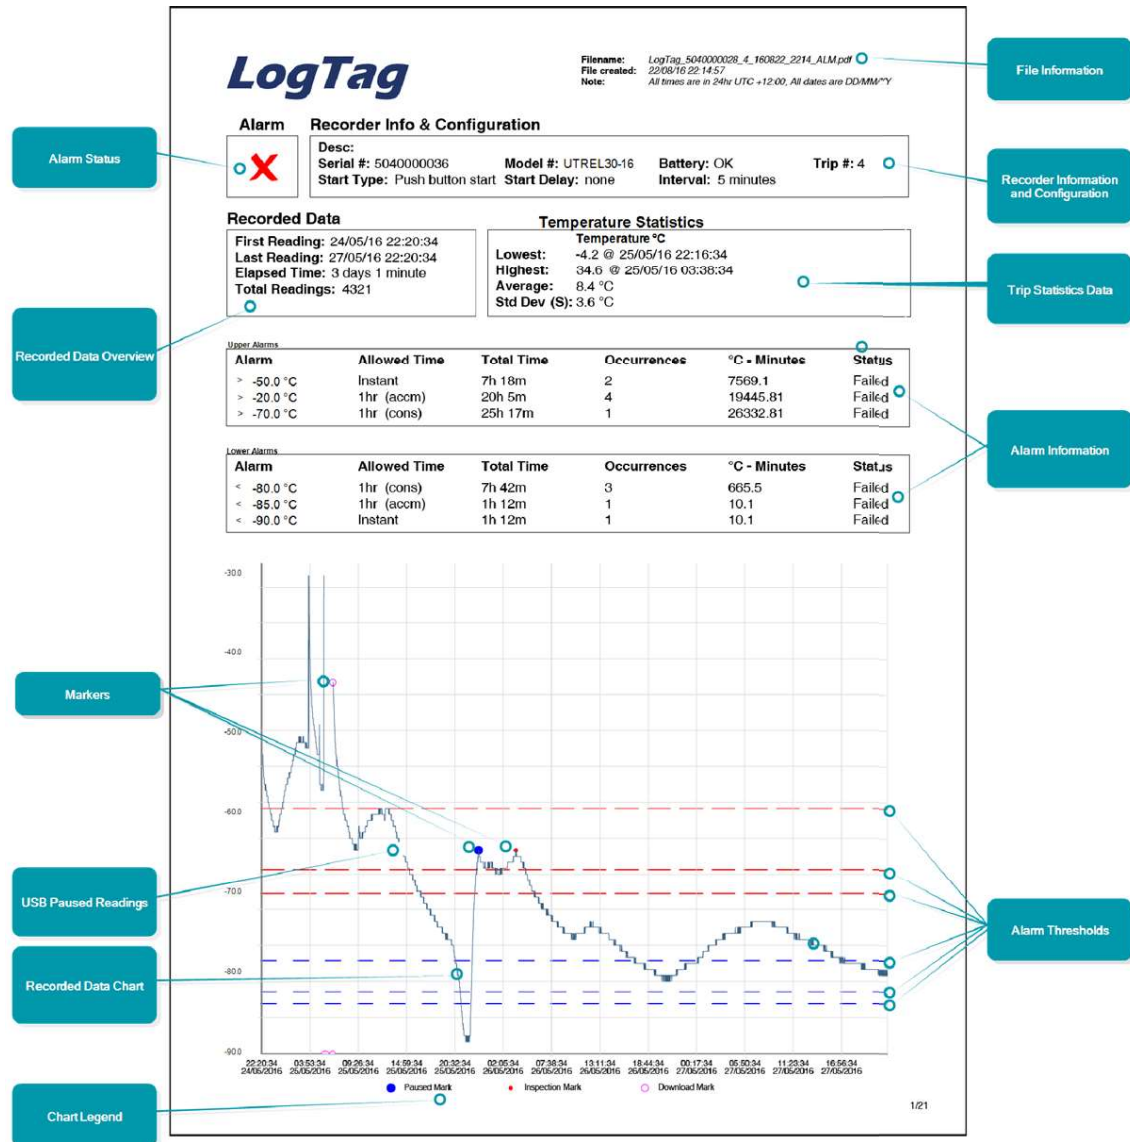 LogTag
Filename: LogTag_5040000028_4_160822_2214_ALM.pdf
File created: 22/08/16 22:14:57
Note: All times are in 24hr UTC +12:00, All dates are DD/MM/YY
File Information
Alarm Status
Alarm
Recorder Info & Configuration
Desc:
Serial #: 5040000036 Model #: UTREL30-16 Battery: OK Trip #: 4
Start Type: Push button start Start Delay: none Interval: 5 minutes
Recorder Information
and Configuration
Recorded Data
First Reading: 24/05/16 22:20:34
Last Reading: 27/05/16 22:20:34
Elapsed Time: 3 days 1 minute
Total Readings: 4321
Temperature Statistics
Temperature °C
Lowest: -4.2 @ 25/05/16 22:16:34
Highest: 34.6 @ 25/05/16 03:38:34
Average: 8.4 °C
Std Dev (S): 3.6 °C
Trip Statistics Data
Recorded Data Overview
Upper Alarms
Alarm Allowed Time Total Time Occurrences °C - Minutes Status
> -50.0 °C Instant 7h 18m 2 7569.1 Failed
> -20.0 °C 1hr (accm) 20h 5m 4 19445.81 Failed
> -70.0 °C 1hr (cons) 25h 17m 1 26332.81 Failed
Lower Alarms
Alarm Allowed Time Total Time Occurrences °C - Minutes Status
< -80.0 °C 1hr (cons) 7h 42m 3 665.5 Failed
< -85.0 °C 1hr (accm) 1h 12m 1 10.1 Failed
< -90.0 °C Instant 1h 12m 1 10.1 Failed
Alarm Information
-30.0
-40.0
-50.0
-60.0
-70.0
-80.0
-90.0
Markers
USB Paused Readings
Recorded Data Chart
Alarm Thresholds
22:20:34 03:53:34 09:26:34 14:59:34 20:32:34 02:05:34 07:38:34 13:11:34 18:44:34 00:17:34 05:50:34 11:23:34 16:56:34
24/05/2016 25/05/2016 25/05/2016 25/05/2016 25/05/2016 26/05/2016 26/05/2016 26/05/2016 26/05/2016 27/05/2016 27/05/2016 27/05/2016 27/05/2016
Paused Mark Inspection Mark Download Mark
Chart Legend
1/21